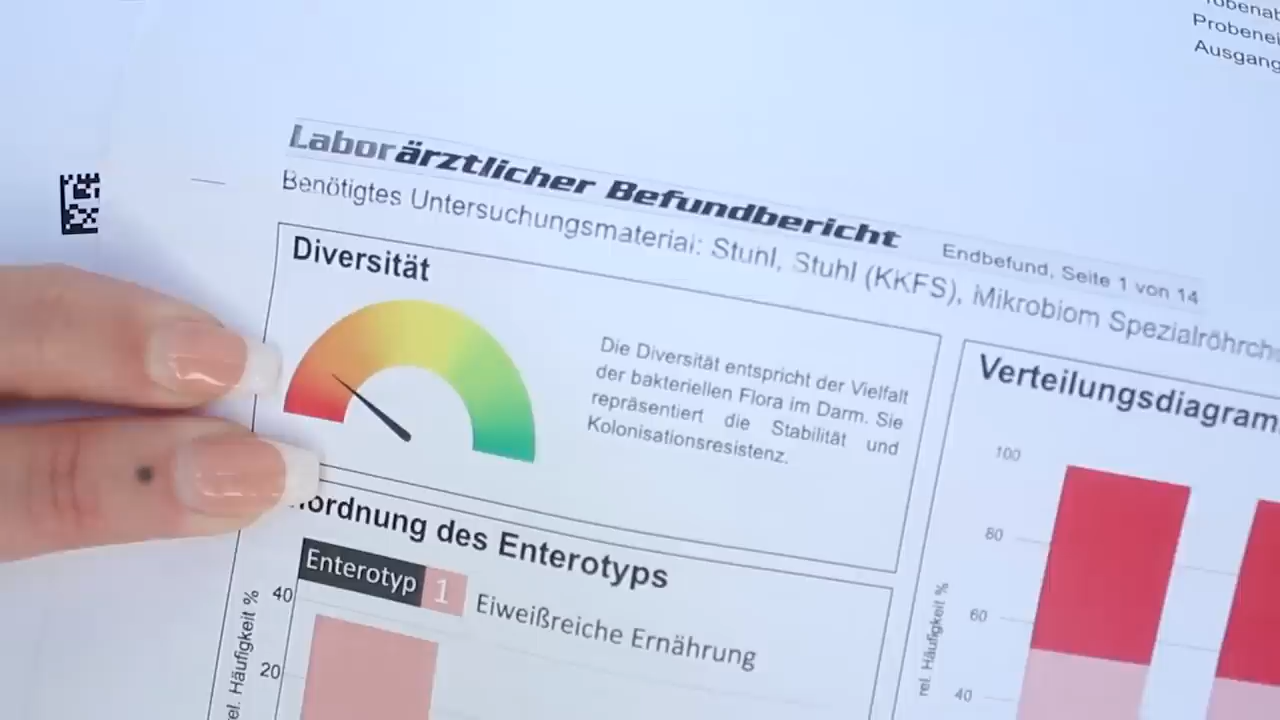 Probenei
Ausgang
Laborärztlicher Befundbericht
Endbefund, Seite 1 von 14
Benötigtes Untersuchungsmaterial: Stuhl, Stuhl (KKFS), Mikrobiom Spezialröhrch
Diversität
Die Diversität entspricht der Vielfalt
der bakteriellen Flora im Darm. Sie
repräsentiert die Stabilität und
Kolonisationsresistenz.
Verteilungsdiagram
100
80
60
40
rel. Häufigkeit %
ordnung des Enterotyps
Enterotyp 1
Eiweißreiche Ernährung
40
20
rel. Häufigkeit %